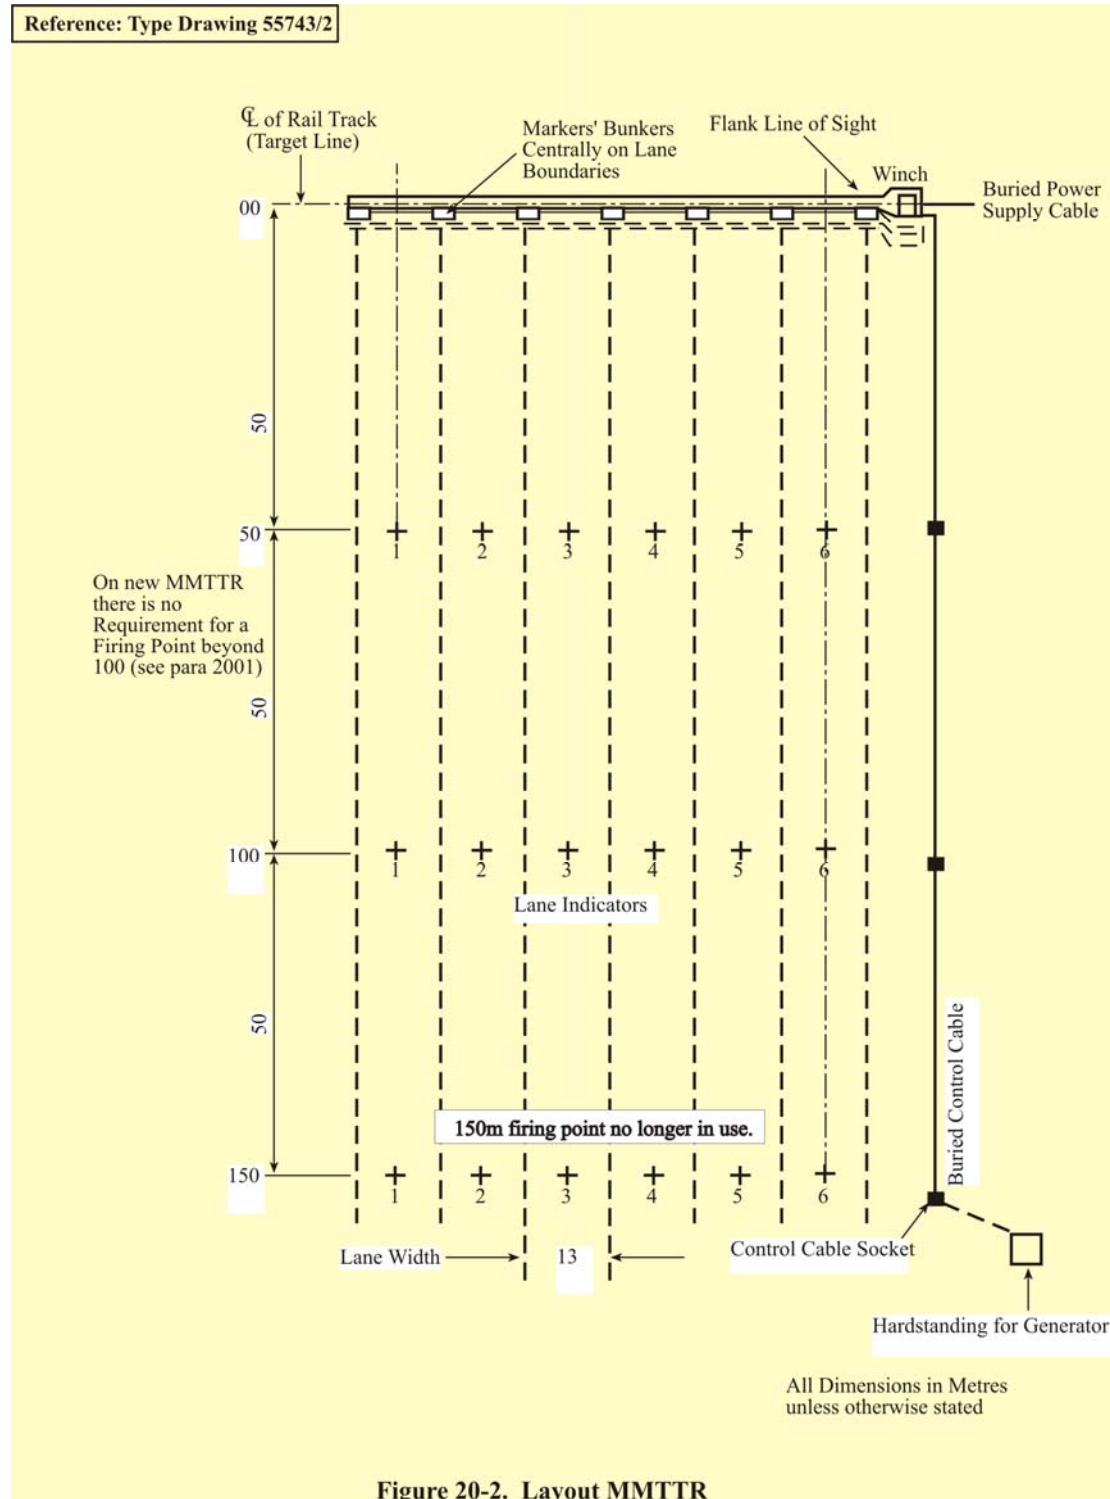 Reference: Type Drawing 55743/2
℄ of Rail Track
(Target Line)
Markers' Bunkers
Centrally on Lane
Boundaries
Flank Line of Sight
Winch
Buried Power
Supply Cable
00
50
50
1 2 3 4 5 6
On new MMTTR
there is no
Requirement for a
Firing Point beyond
100 (see para 2001)
50
100
1 2 3 4 5 6
Lane Indicators
50
Buried Control Cable
150m firing point no longer in use.
150
1 2 3 4 5 6
Lane Width
13
Control Cable Socket
Hardstanding for Generator
All Dimensions in Metres
unless otherwise stated
Figure 20-2. Layout MMTTR